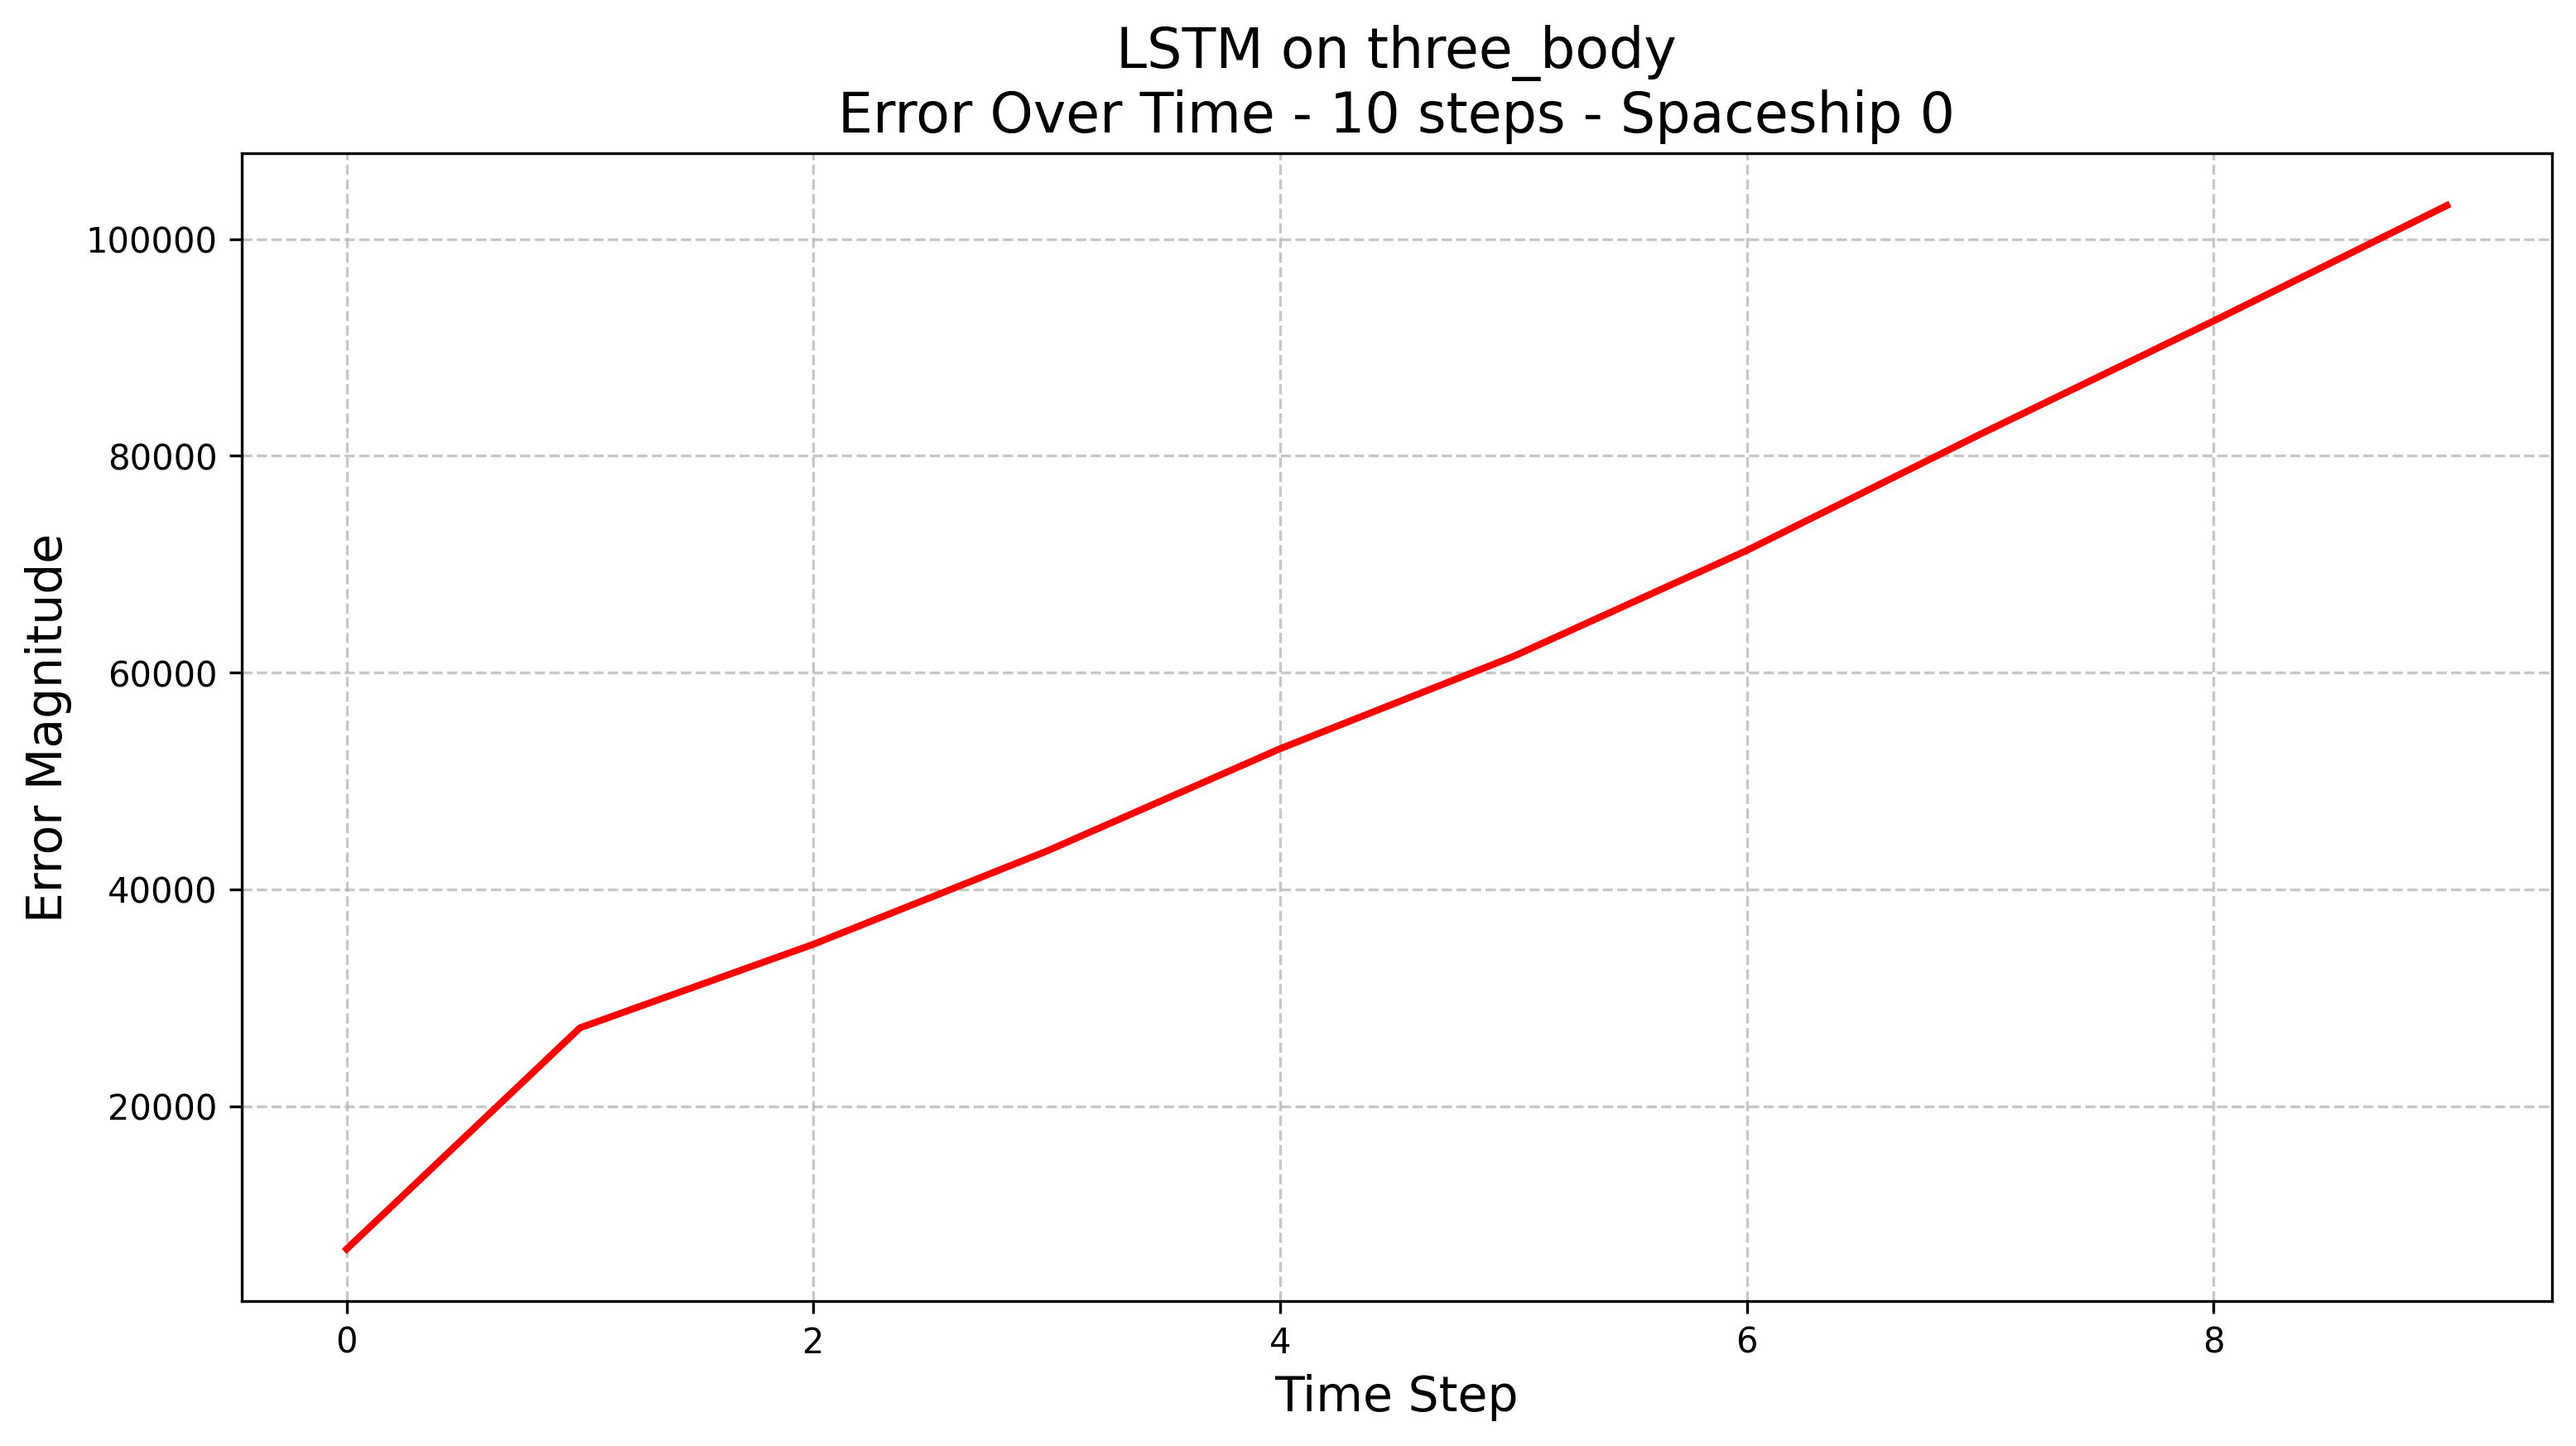 LSTM on three_body
Error Over Time - 10 steps - Spaceship 0
Error Magnitude
100000
80000
60000
40000
20000
0 2 4 6 8
Time Step